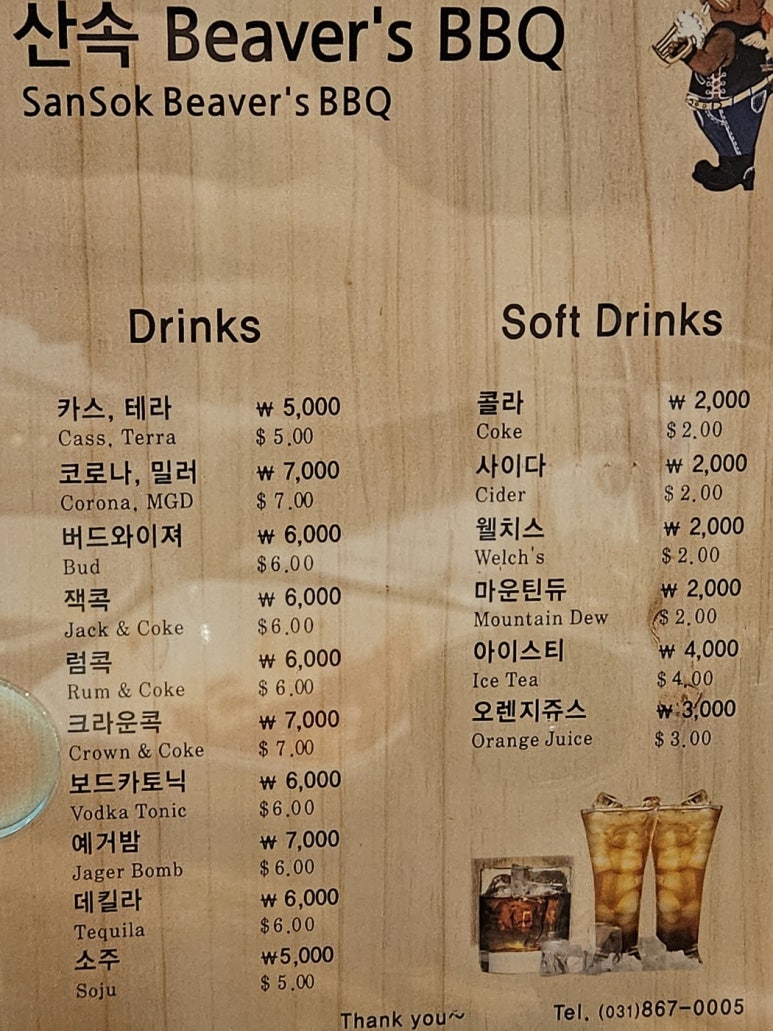 산속 Beaver's BBQ
SanSok Beaver's BBQ
Drinks
카스, 테라 ₩ 5,000
Cass, Terra $ 5.00
코로나, 밀러 ₩ 7,000
Corona, MGD $ 7.00
버드와이져 ₩ 6,000
Bud $6.00
잭콕 ₩ 6,000
Jack & Coke $6.00
럼콕 ₩ 6,000
Rum & Coke $ 6.00
크라운콕 ₩ 7,000
Crown & Coke $ 7.00
보드카토닉 ₩ 6,000
Vodka Tonic $6.00
예거밤 ₩ 7,000
Jager Bomb $ 6.00
데킬라 ₩ 6,000
Tequila $6.00
소주 ₩5,000
Soju $ 5.00
Soft Drinks
콜라 ₩ 2,000
Coke $2.00
사이다 ₩ 2,000
Cider $2.00
웰치스 ₩ 2,000
Welch's $2.00
마운틴듀 ₩ 2,000
Mountain Dew $2.00
아이스티 ₩ 4,000
Ice Tea $4.00
오렌지쥬스 ₩ 3,000
Orange Juice $3.00
Thank you~
Tel. (031)867-0005